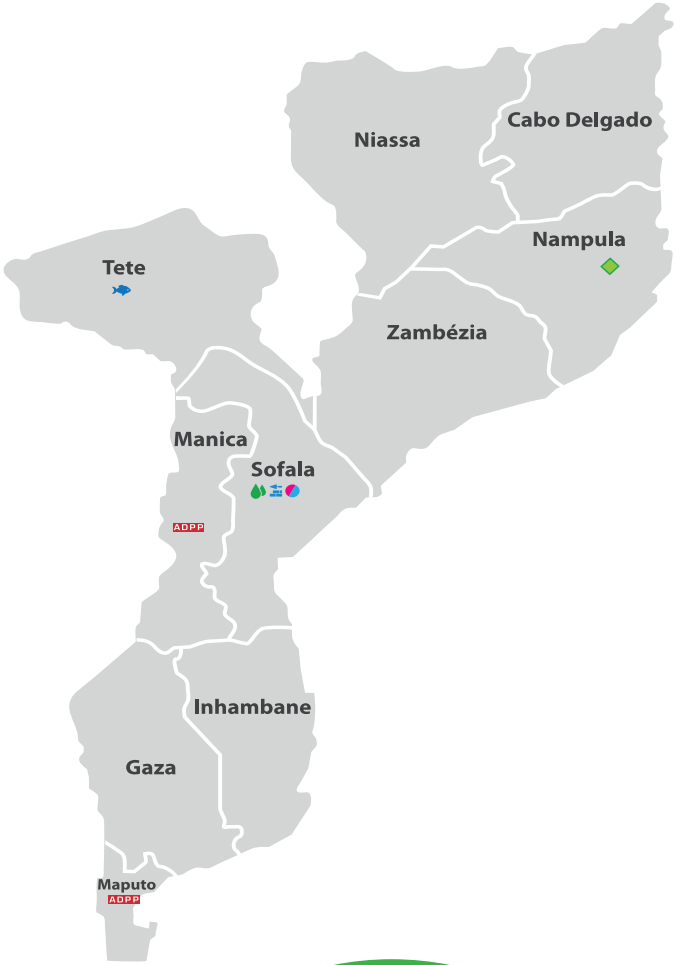 Cabo Delgado
Niassa
Nampula
Tete
Zambézia
Manica
Sofala
ADPP
Inhambane
Gaza
Maputo
ADPP